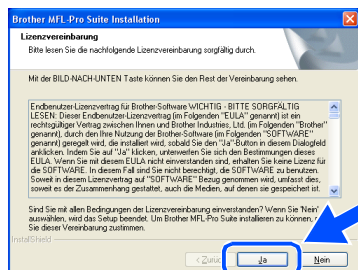 Brother MFL-Pro Suite Installation
Lizenzvereinbarung
Bitte lesen Sie die nachfolgende Lizenzvereinbarung sorgfältig durch.
Mit der BILD-NACH-UNTEN Taste können Sie den Rest der Vereinbarung sehen.
Endbenutzer-Lizenzvertrag für Brother-Software WICHTIG - BITTE SORGFÄLTIG
LESEN: Dieser Endbenutzer-Lizenzvertrag (im Folgenden "EULA" genannt) ist ein
rechtsgültiger Vertrag zwischen Ihnen und Brother Industries, Ltd. (im Folgenden "Brother"
genannt), durch den Ihre Nutzung der Brother-Software (im Folgenden "SOFTWARE"
genannt) geregelt wird, die installiert wird, sobald Sie den "Ja"-Button in diesem Dialogfeld
anklicken. Indem Sie auf "Ja" klicken, unterwerfen Sie sich den Bestimmungen dieses
EULA. Wenn Sie mit diesem EULA nicht einverstanden sind, erhalten Sie keine Lizenz für
die SOFTWARE. In diesem Fall sind Sie nicht berechtigt, die SOFTWARE zu benutzen.
Soweit in diesem Lizenzvertrag auf "SOFTWARE" Bezug genommen wird, umfasst dies,
soweit es der Zusammenhang gestattet, auch die Medien, auf denen sie gespeichert ist.
Sind Sie mit allen Bedingungen der Lizenzvereinbarung einverstanden? Wenn Sie 'Nein'
auswählen, wird das Setup beendet. Um Brother MFL-Pro Suite installieren zu können,
Sie dieser Vereinbarung zustimmen.
InstallShield
< Zurück
Ja
Nein